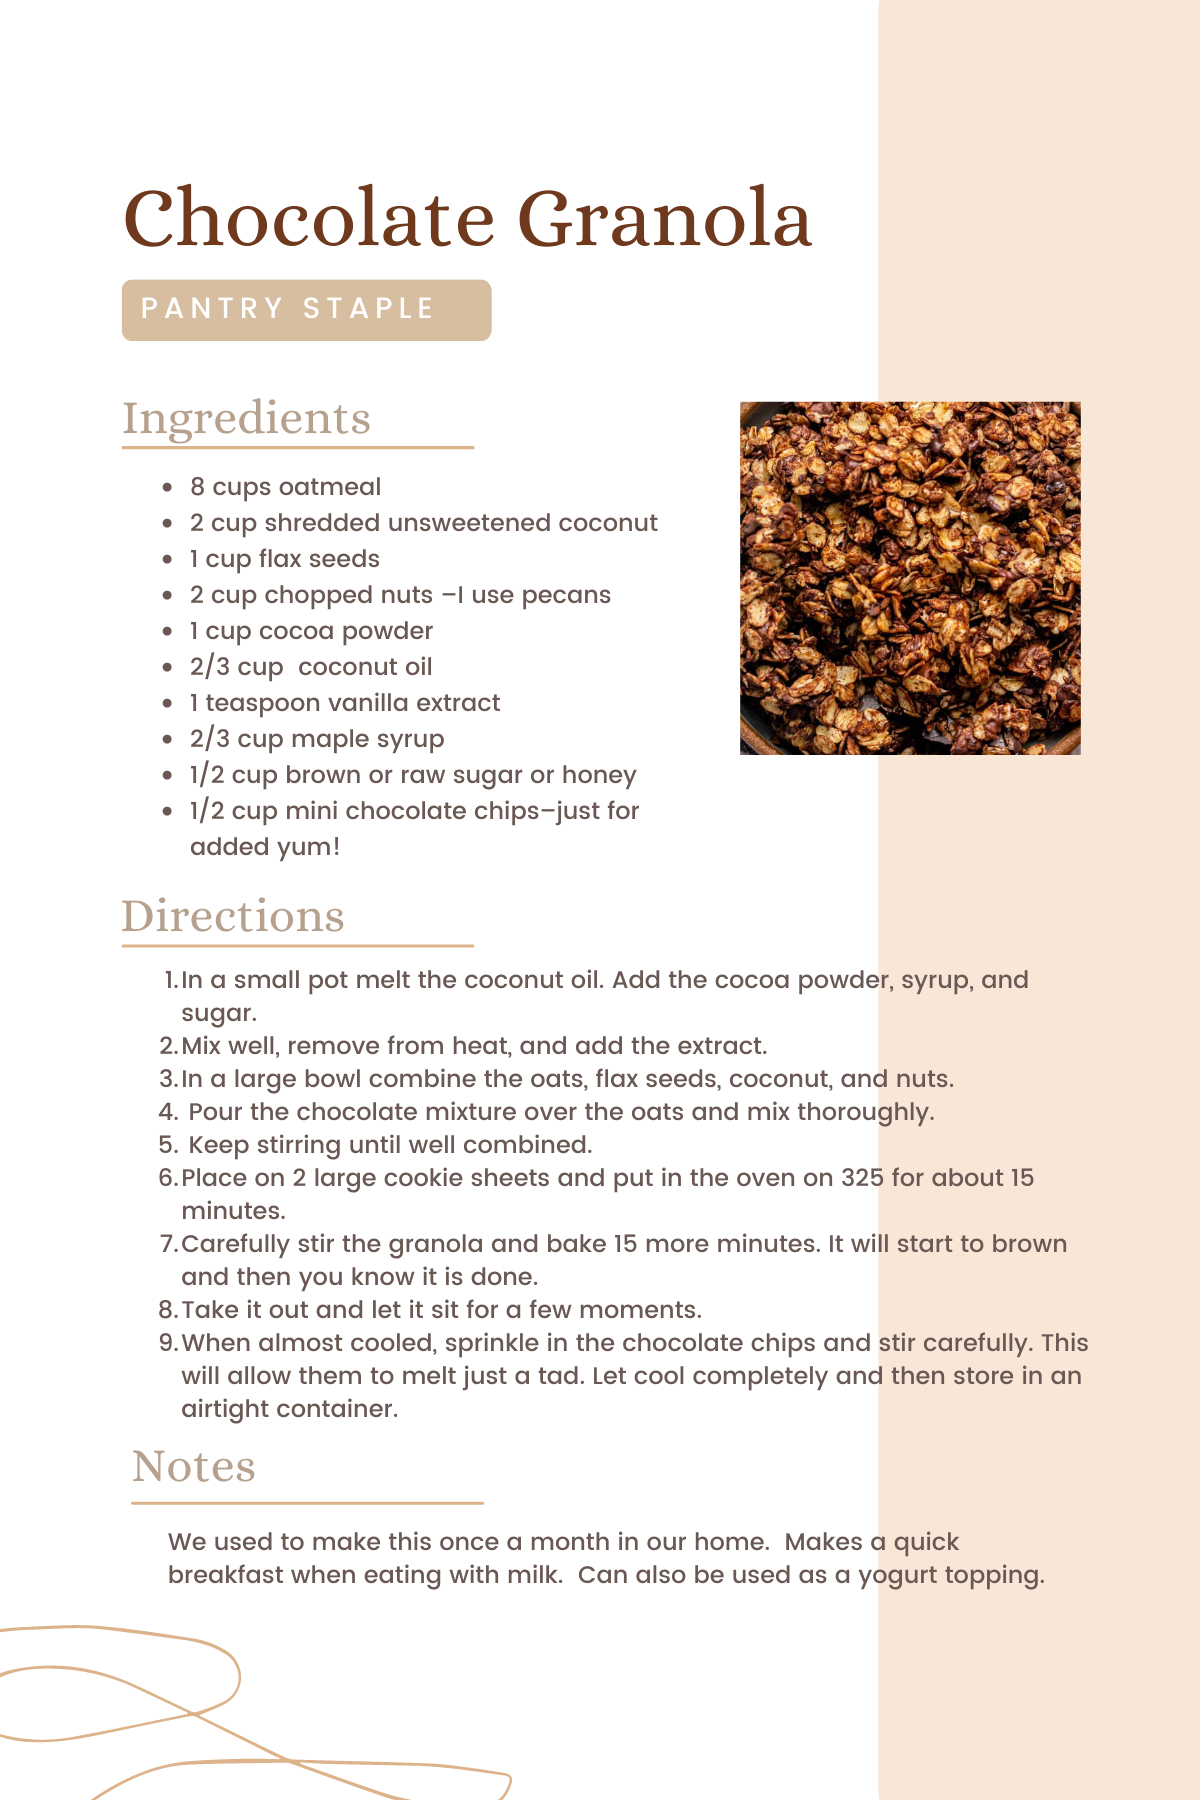 Chocolate Granola
PANTRY STAPLE
Ingredients
• 8 cups oatmeal
• 2 cup shredded unsweetened coconut
• 1 cup flax seeds
• 2 cup chopped nuts –I use pecans
• 1 cup cocoa powder
• 2/3 cup  coconut oil
• 1 teaspoon vanilla extract
• 2/3 cup maple syrup
• 1/2 cup brown or raw sugar or honey
• 1/2 cup mini chocolate chips–just for
added yum!
Directions
1. In a small pot melt the coconut oil. Add the cocoa powder, syrup, and
sugar.
2. Mix well, remove from heat, and add the extract.
3. In a large bowl combine the oats, flax seeds, coconut, and nuts.
4. Pour the chocolate mixture over the oats and mix thoroughly.
5. Keep stirring until well combined.
6. Place on 2 large cookie sheets and put in the oven on 325 for about 15
minutes.
7. Carefully stir the granola and bake 15 more minutes. It will start to brown
and then you know it is done.
8. Take it out and let it sit for a few moments.
9. When almost cooled, sprinkle in the chocolate chips and stir carefully. This
will allow them to melt just a tad. Let cool completely and then store in an
airtight container.
Notes
We used to make this once a month in our home.  Makes a quick
breakfast when eating with milk.  Can also be used as a yogurt topping.